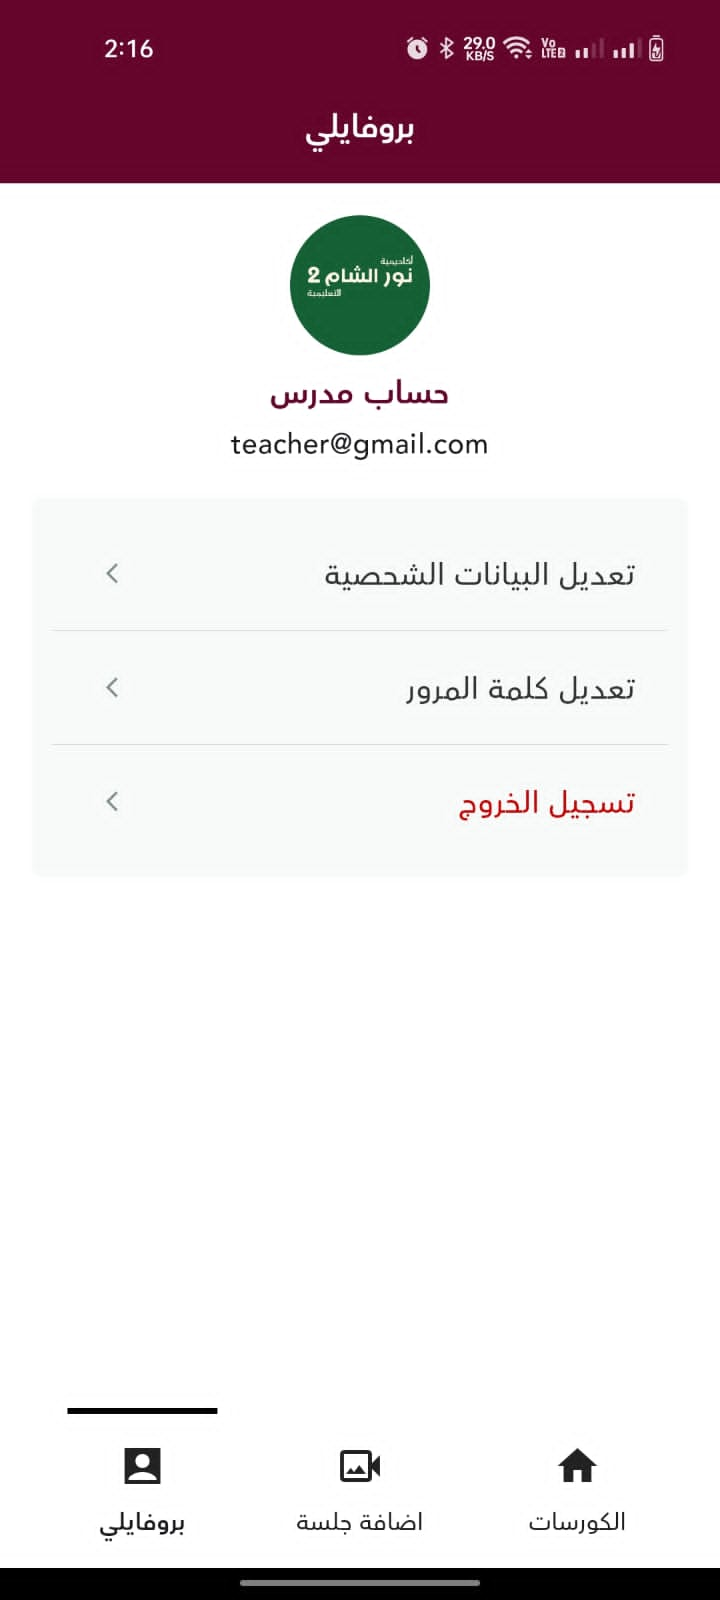 2:16
29.0
KB/S
Vo
LTE2
بروفايلي
أكاديمية
نور الشام 2
التعليمية
حساب مدرس
teacher@gmail.com
تعديل البيانات الشخصية
تعديل كلمة المرور
تسجيل الخروج
الكورسات
اضافة جلسة
بروفايلي